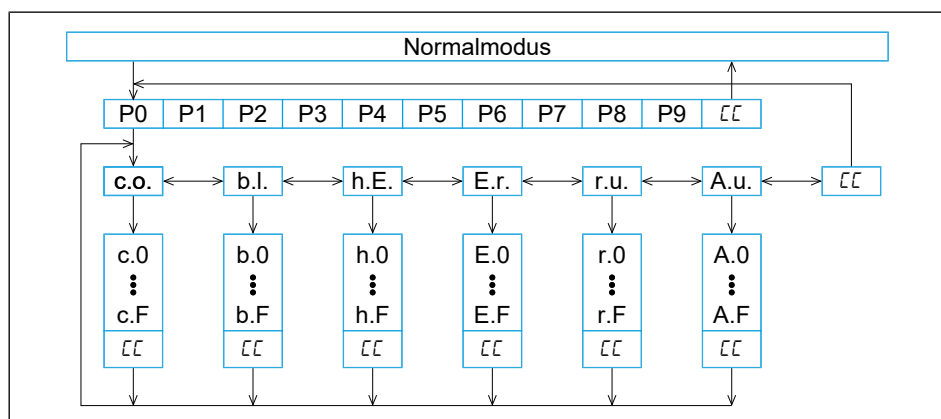 Normalmodus
P0 P1 P2 P3 P4 P5 P6 P7 P8 P9 CC
c.o. b.l. h.E. E.r. r.u. A.u. CC
c.0 b.0 h.0 E.0 r.0 A.0
c.F b.F h.F E.F r.F A.F
CC CC CC CC CC CC